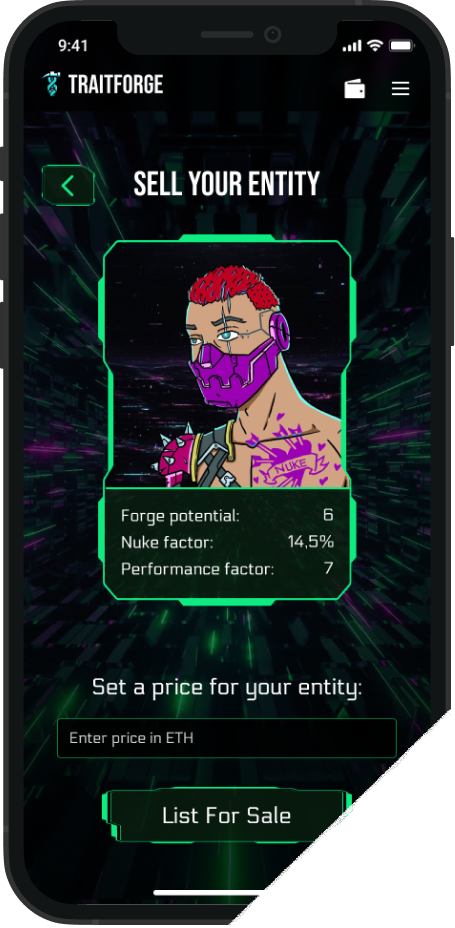 9:41
TRAITFORGE
SELL YOUR ENTITY
NUKE
Forge potential: 6
Nuke factor: 14,5%
Performance factor: 7
Set a price for your entity:
Enter price in ETH
List For Sale